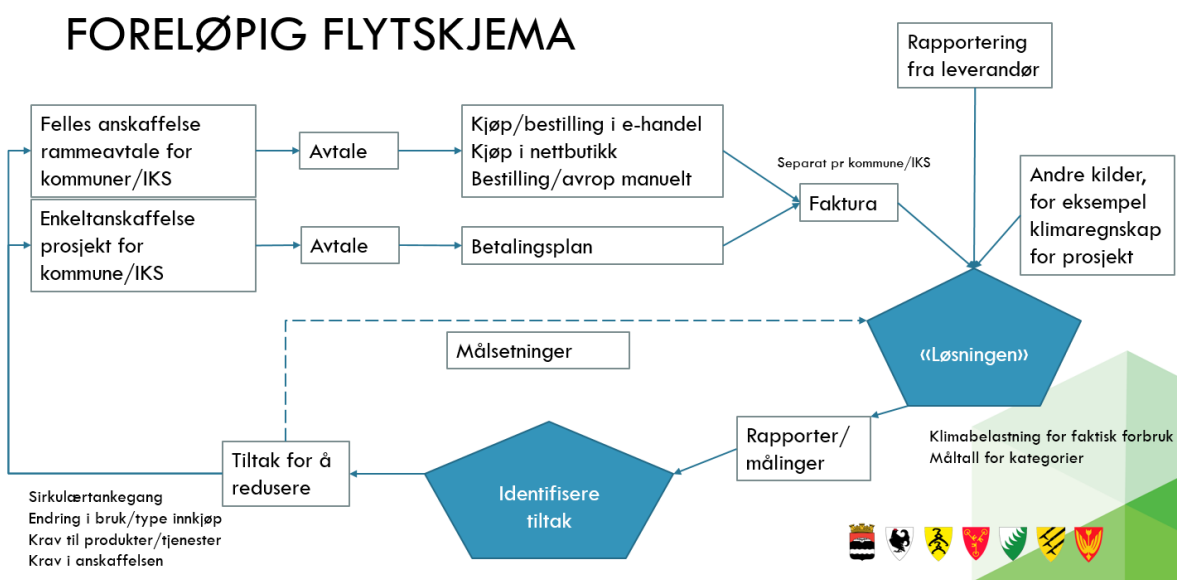 FORELØPIG FLYTSKJEMA
Rapportering
fra leverandør
Felles anskaffelse
rammeavtale for
kommuner/IKS
Avtale
Kjøp/bestilling i e-handel
Kjøp i nettbutikk
Bestilling/avrop manuelt
Separat pr kommune/IKS
Faktura
Andre kilder,
for eksempel
klimaregnskap
for prosjekt
Enkeltanskaffelse
prosjekt for
kommune/IKS
Avtale
Betalingsplan
Målsetninger
«Løsningen»
Klimabelastning for faktisk forbruk
Måltall for kategorier
Rapporter/
målinger
Identifisere
tiltak
Tiltak for å
redusere
Sirkulærtankegang
Endring i bruk/type innkjøp
Krav til produkter/tjenester
Krav i anskaffelsen